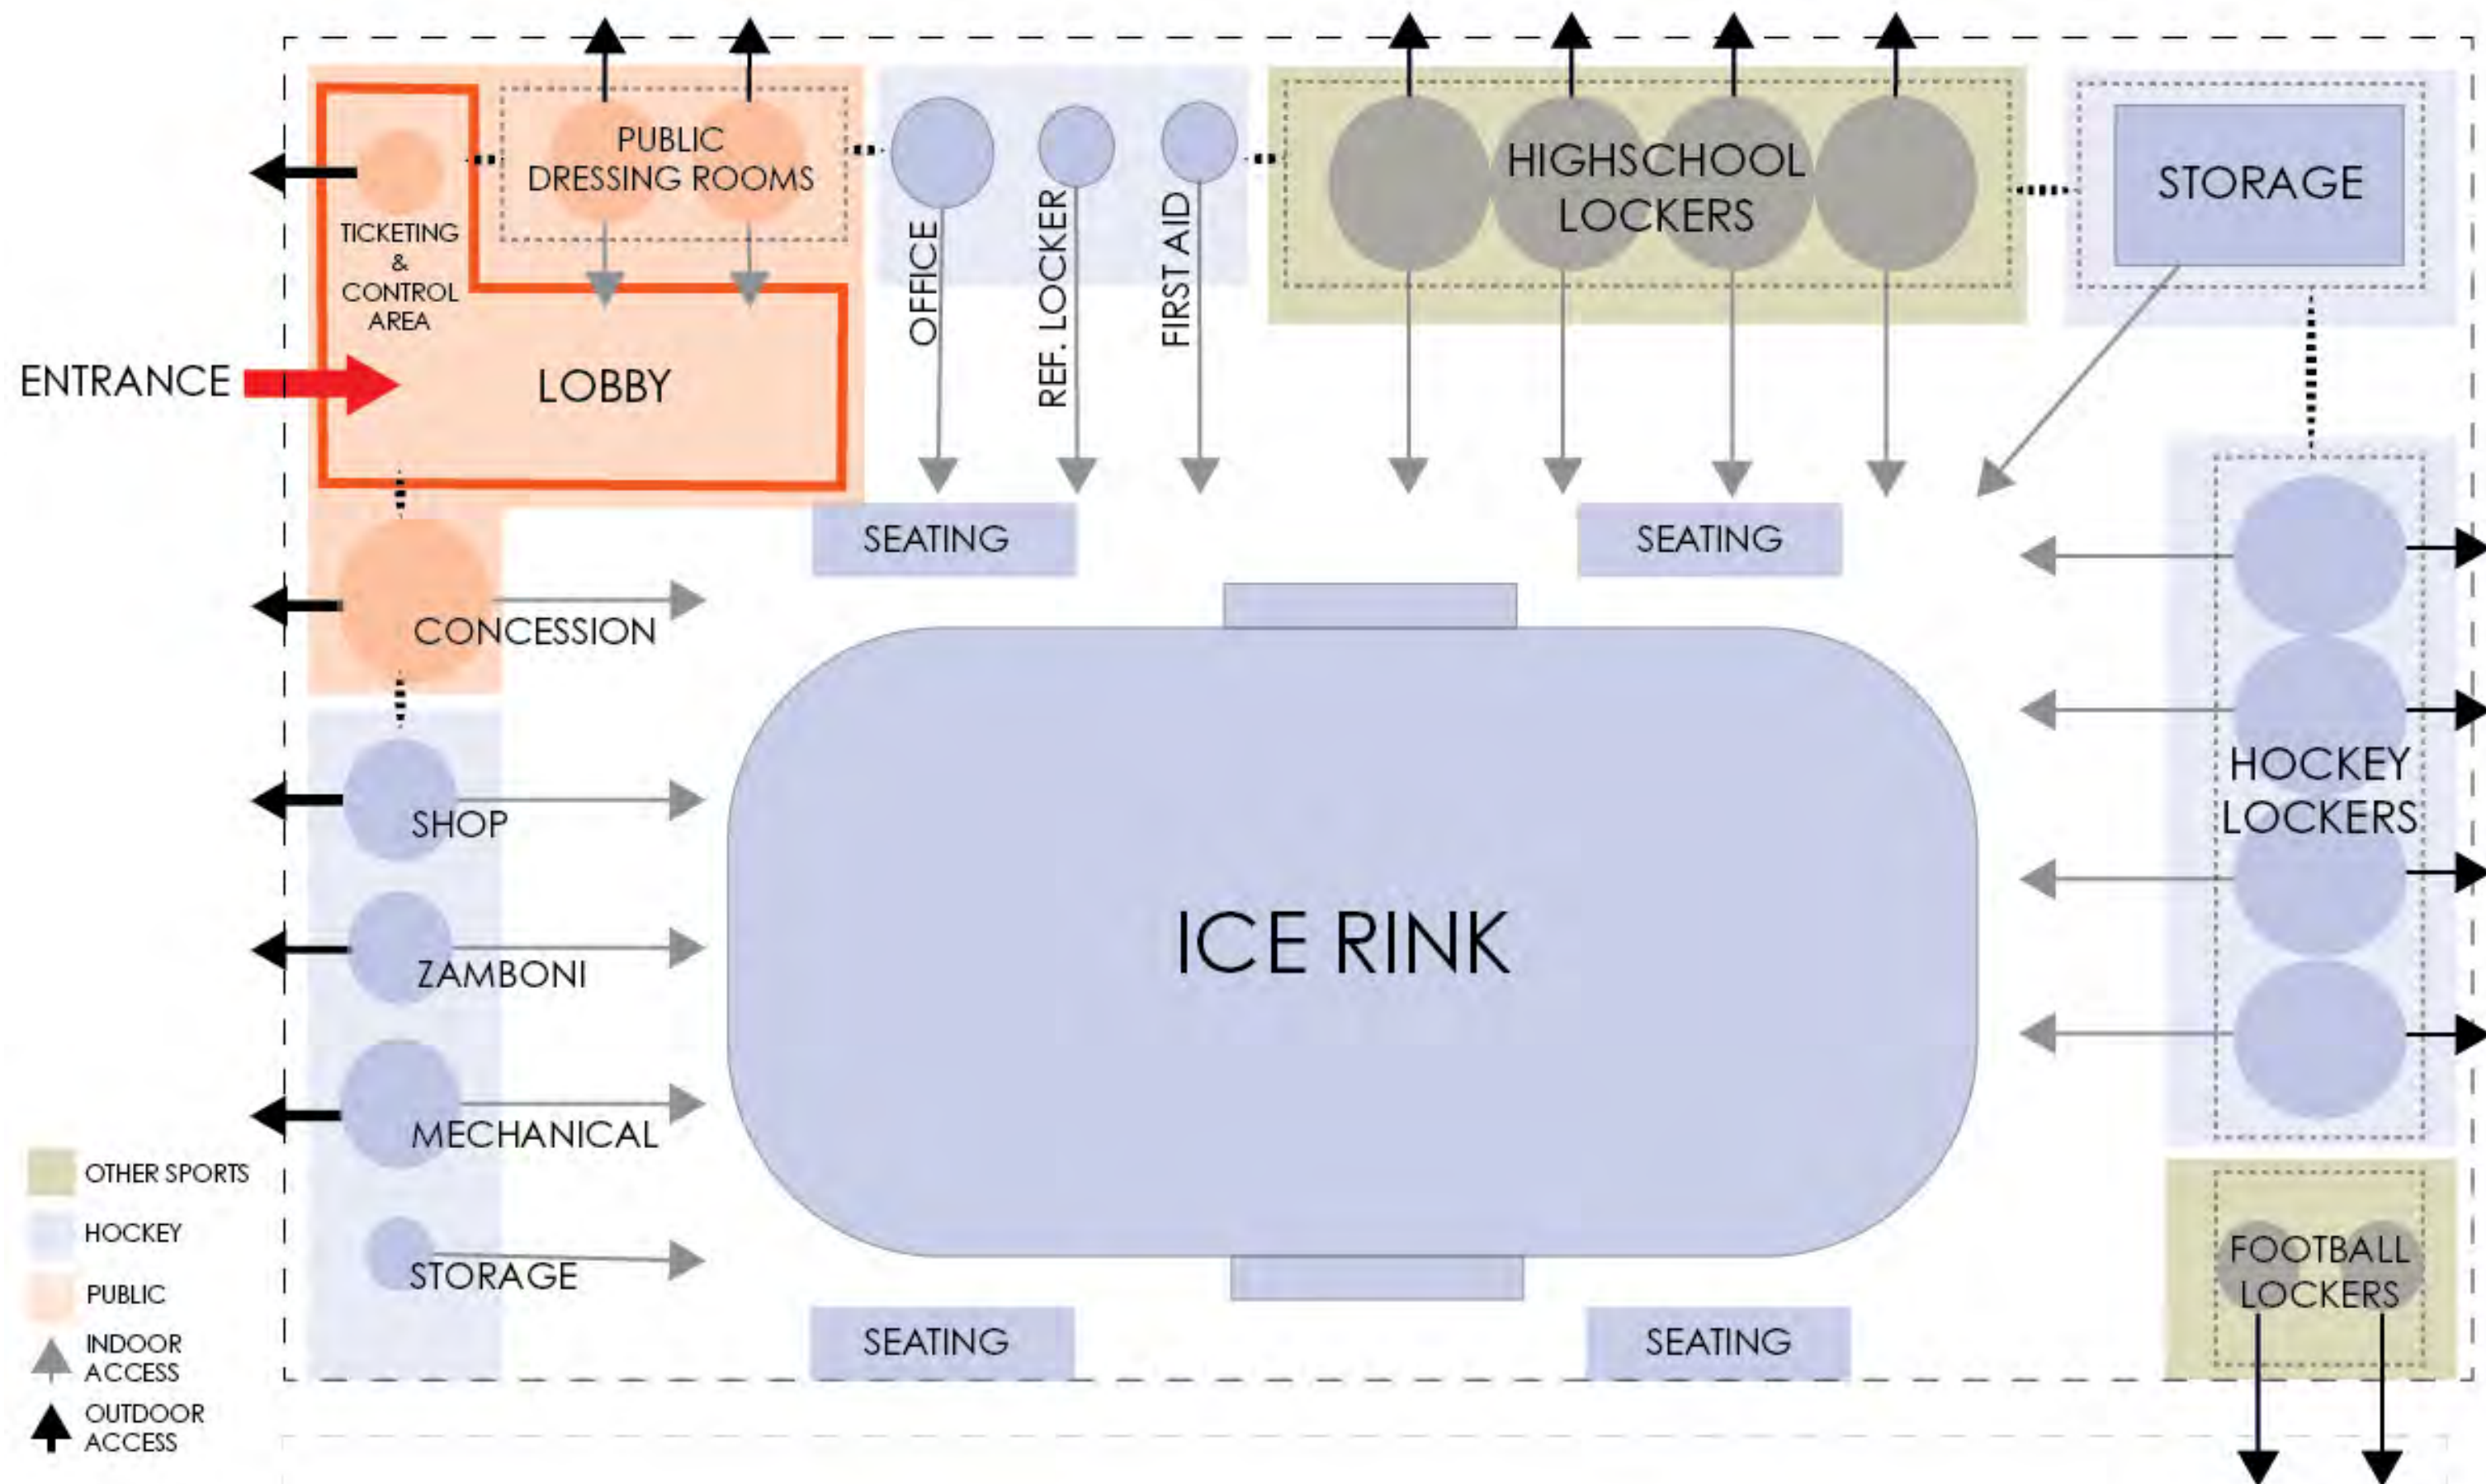 PUBLIC
DRESSING ROOMS
TICKETING
&
CONTROL
AREA
ENTRANCE
LOBBY
OFFICE
REF. LOCKER
FIRST AID
HIGHSCHOOL
LOCKERS
STORAGE
SEATING
SEATING
CONCESSION
SHOP
ZAMBONI
MECHANICAL
STORAGE
ICE RINK
HOCKEY
LOCKERS
FOOTBALL
LOCKERS
SEATING
SEATING
OTHER SPORTS
HOCKEY
PUBLIC
INDOOR
ACCESS
OUTDOOR
ACCESS